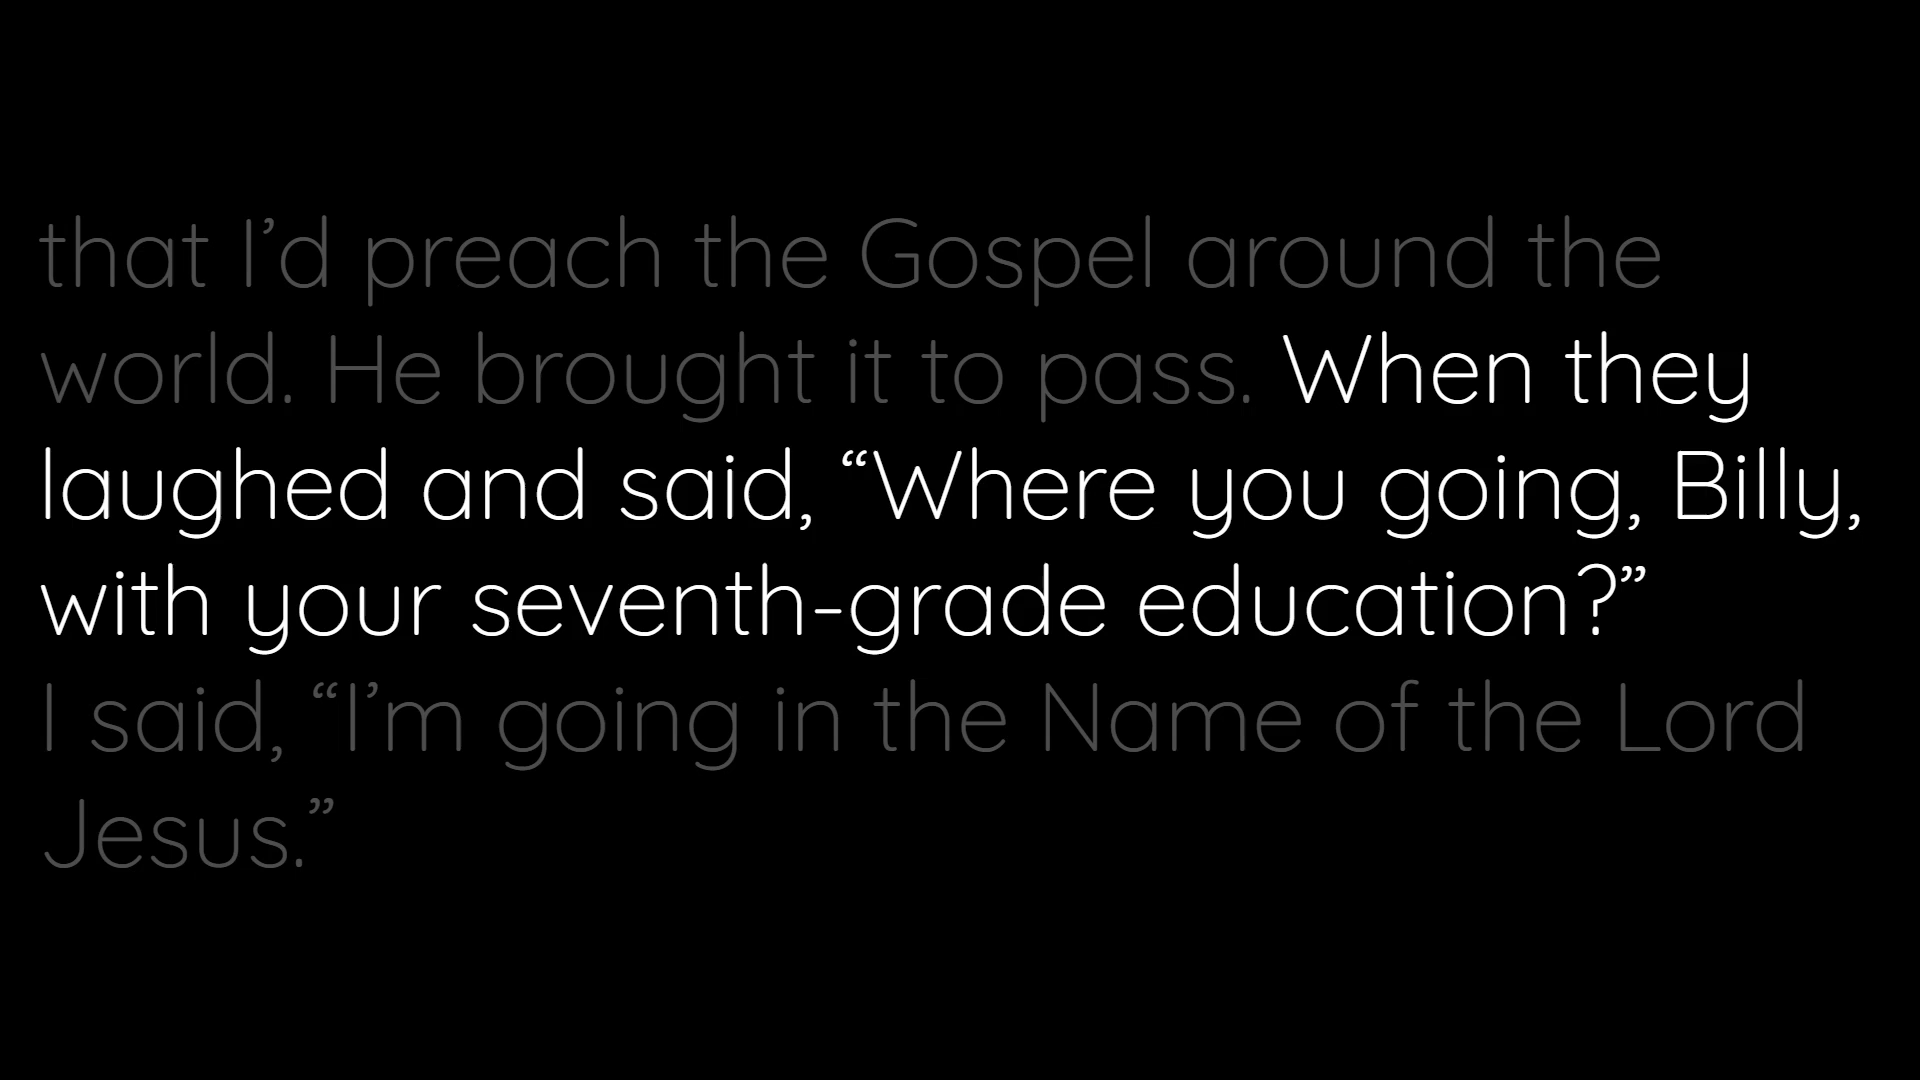 that I’d preach the Gospel around the
world. He brought it to pass. When they
laughed and said, “Where you going, Billy,
with your seventh-grade education?”
I said, “I’m going in the Name of the Lord
Jesus.”